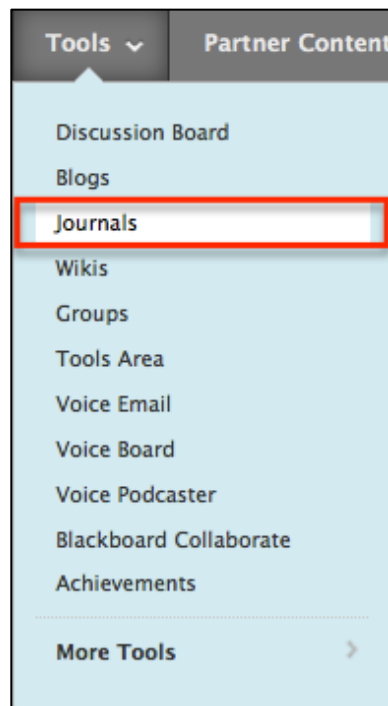 Tools Partner Content
Discussion Board
Blogs
Journals
Wikis
Groups
Tools Area
Voice Email
Voice Board
Voice Podcaster
Blackboard Collaborate
Achievements
More Tools